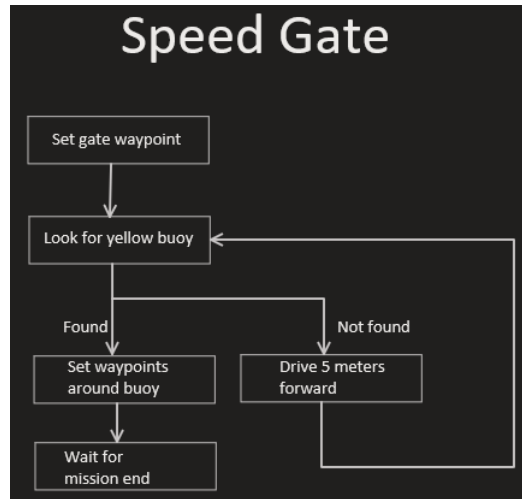 Speed Gate
Set gate waypoint
Look for yellow buoy
Found
Not found
Set waypoints
around buoy
Drive 5 meters
forward
Wait for
mission end